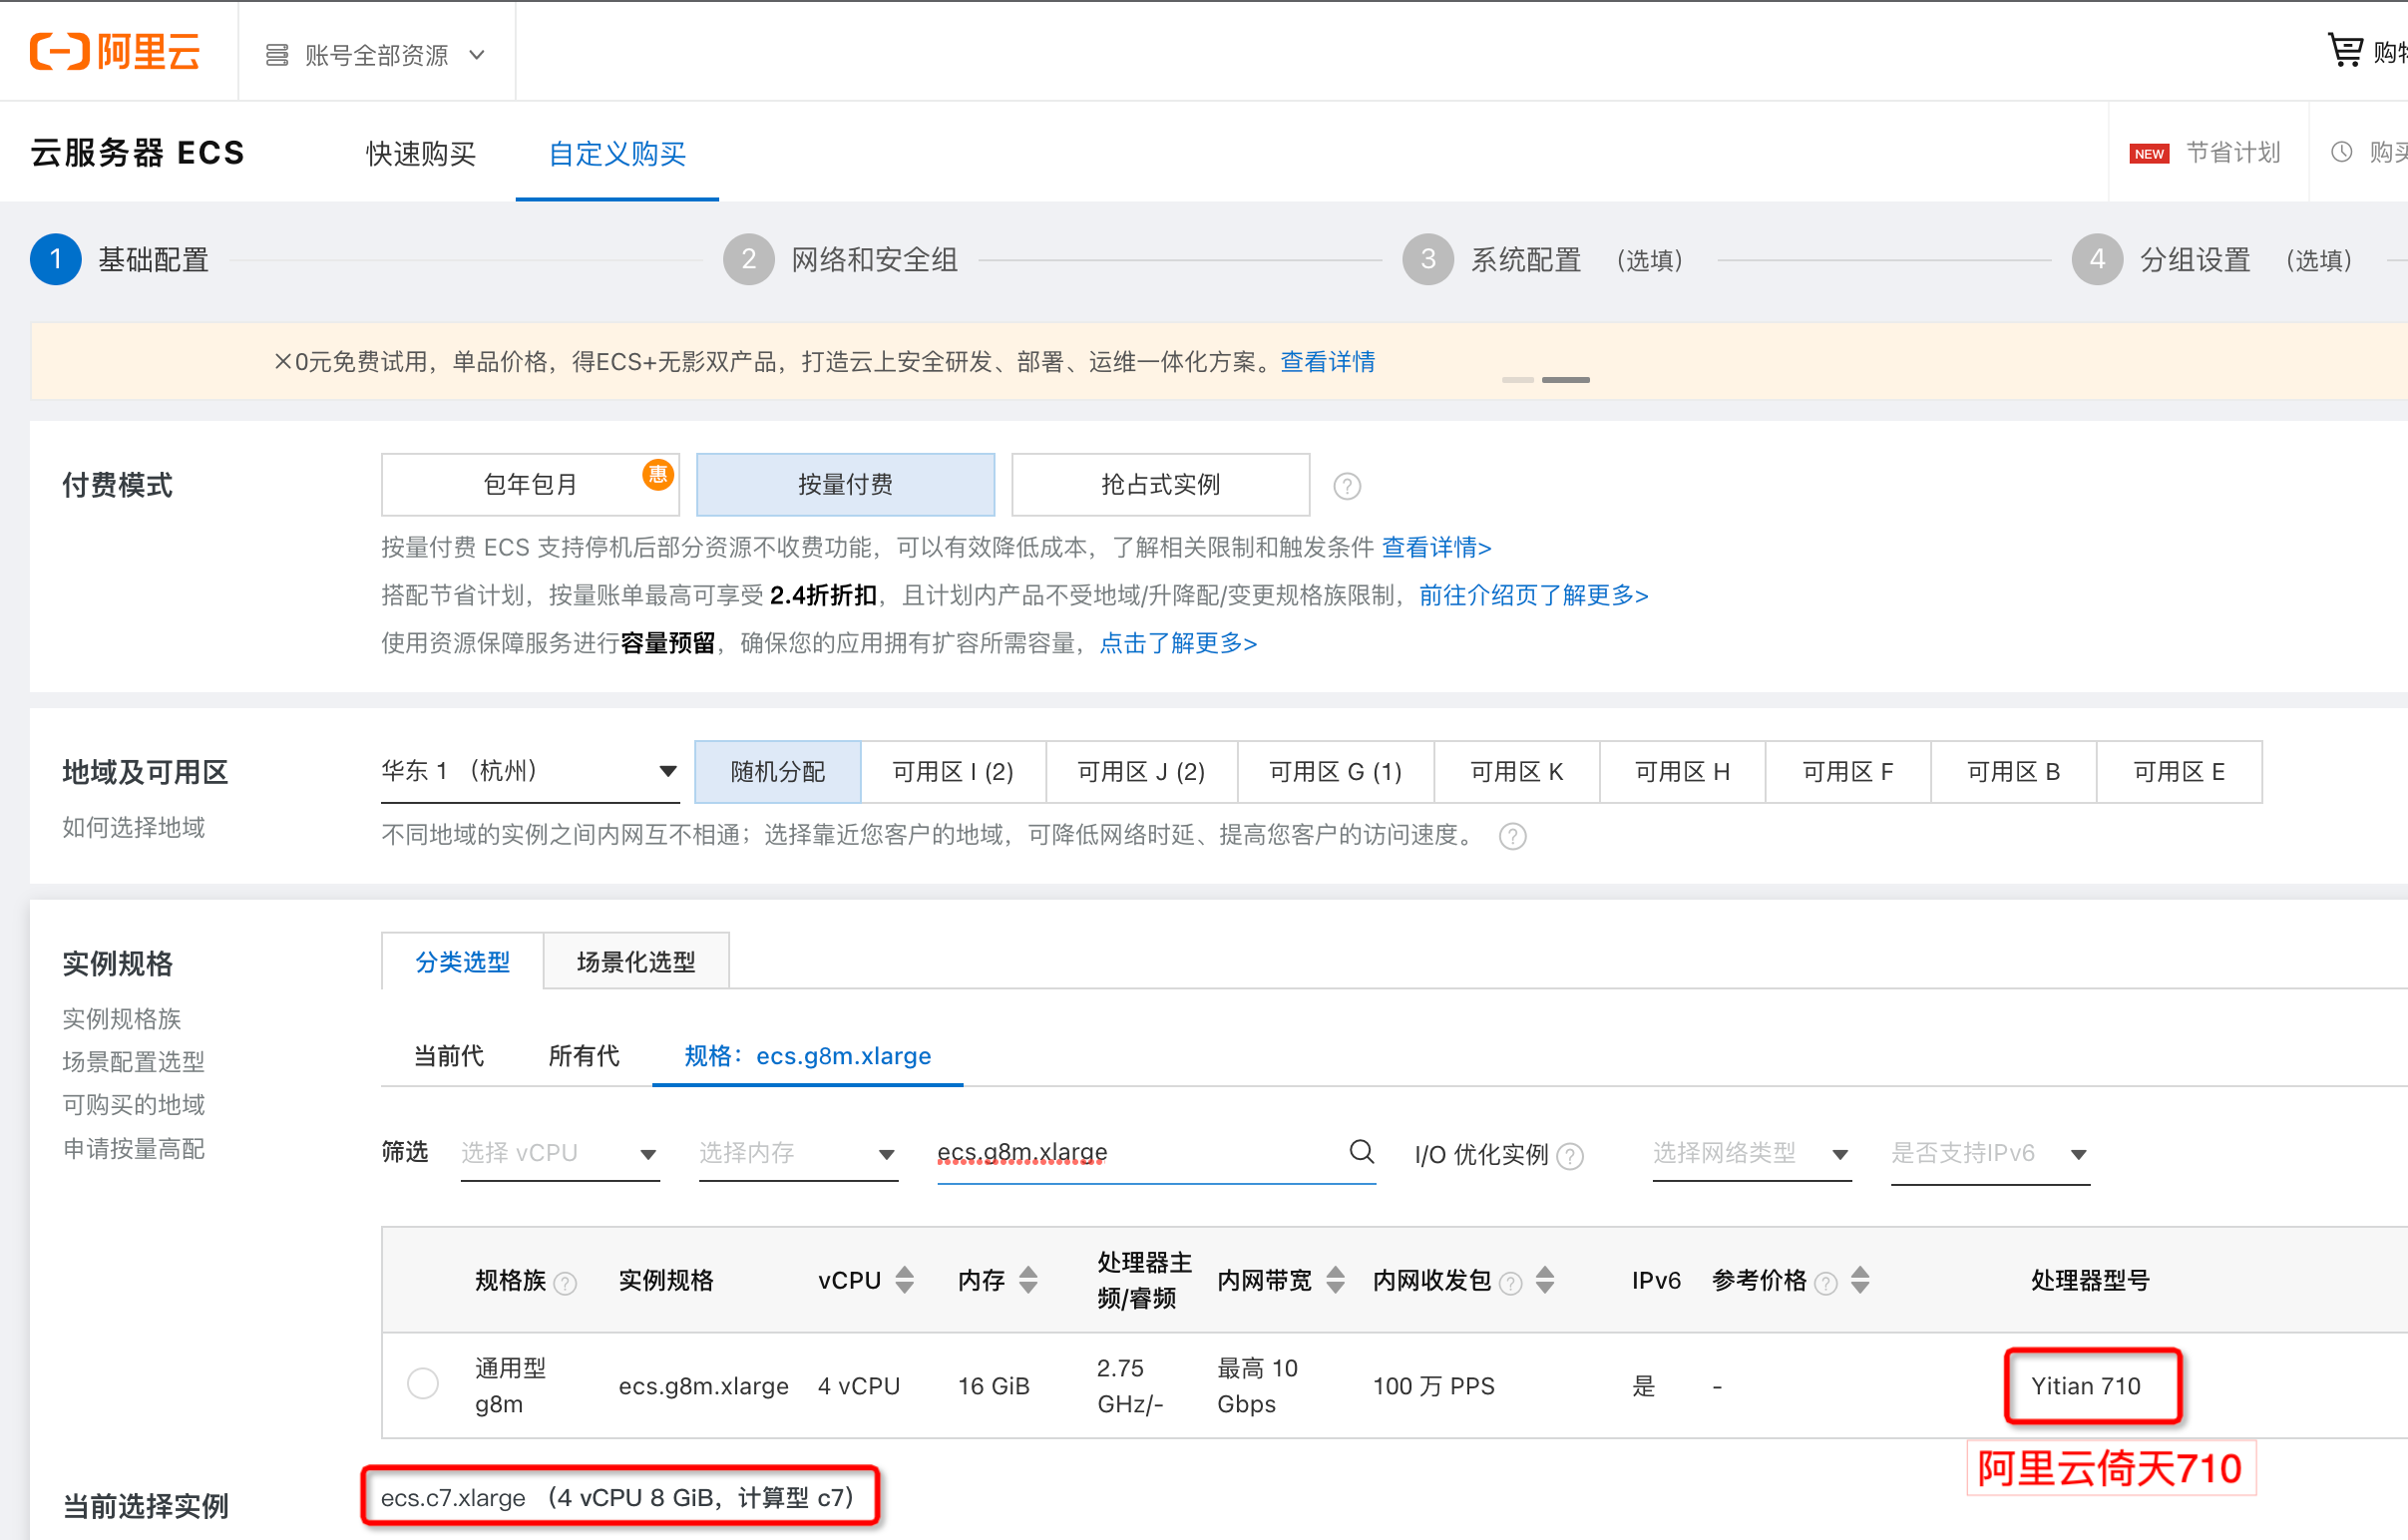 阿里云
账号全部资源
购
云服务器 ECS
快速购买
自定义购买
NEW 节省计划
购
1 基础配置
2 网络和安全组
3 系统配置 （选填）
4 分组设置 （选填）
×0元免费试用，单品价格，得ECS+无影双产品，打造云上安全研发、部署、运维一体化方案。查看详情
付费模式
包年包月
惠
按量付费
抢占式实例
?
按量付费 ECS 支持停机后部分资源不收费功能，可以有效降低成本，了解相关限制和触发条件 查看详情>
搭配节省计划，按量账单最高可享受 2.4折折扣，且计划内产品不受地域/升降配/变更规格族限制，前往介绍页了解更多>
使用资源保障服务进行容量预留，确保您的应用拥有扩容所需容量，点击了解更多>
地域及可用区
如何选择地域
华东 1 （杭州）
随机分配
可用区 I (2)
可用区 J (2)
可用区 G (1)
可用区 K
可用区 H
可用区 F
可用区 B
可用区 E
不同地域的实例之间内网互不相通；选择靠近您客户的地域，可降低网络时延、提高您客户的访问速度。 ?
实例规格
实例规格族
场景配置选型
可购买的地域
申请按量高配
分类选型
场景化选型
当前代
所有代
规格：ecs.g8m.xlarge
筛选
选择 vCPU
选择内存
ecs.g8m.xlarge
I/O 优化实例 ?
选择网络类型
是否支持IPv6
规格族 ?
实例规格
vCPU
内存
处理器主
频/睿频
内网带宽
内网收发包 ?
IPv6
参考价格 ?
处理器型号
通用型
g8m
ecs.g8m.xlarge
4 vCPU
16 GiB
2.75
GHz/-
最高 10
Gbps
100 万 PPS
是
-
Yitian 710
阿里云倚天710
当前选择实例
ecs.c7.xlarge （4 vCPU 8 GiB，计算型 c7）